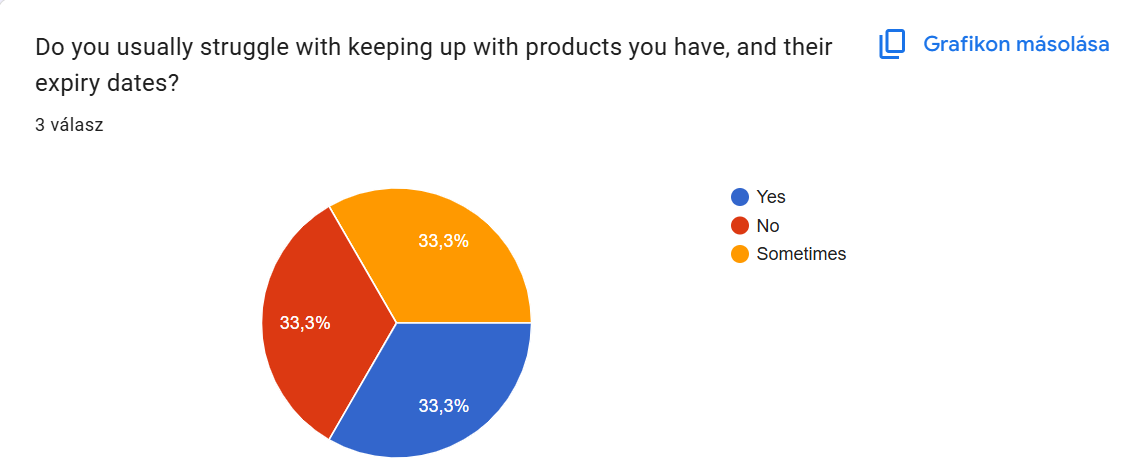 Do you usually struggle with keeping up with products you have, and their
expiry dates?
Grafikon másolása
3 válasz
33,3%
33,3%
33,3%
Yes
No
Sometimes